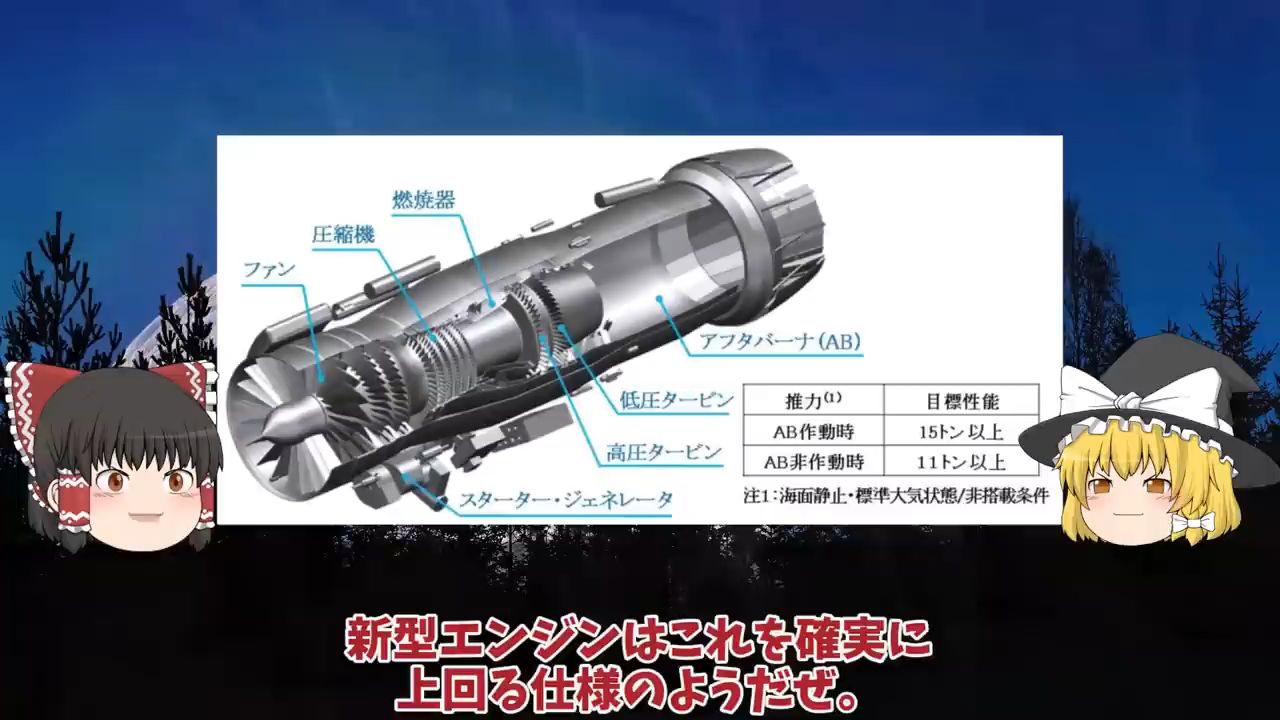 燃焼器
圧縮機
ファン
アフタバーナ(AB)
低圧タービン
高圧タービン
スターター・ジェネレータ
推力(1) 目標性能
AB作動時 15トン以上
AB非作動時 11トン以上
注1:海面静止・標準大気状態/非搭載条件
新型エンジンはこれを確実に
上回る仕様のようだぜ。